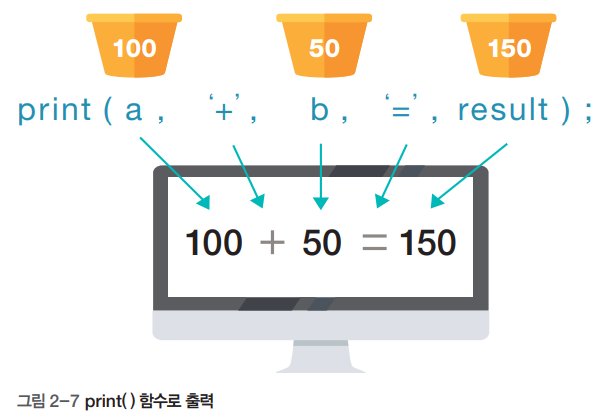 100 50 150
print ( a , ‘+’, b , ‘=’ , result ) ;
100 + 50 = 150
그림 2-7 print( ) 함수로 출력